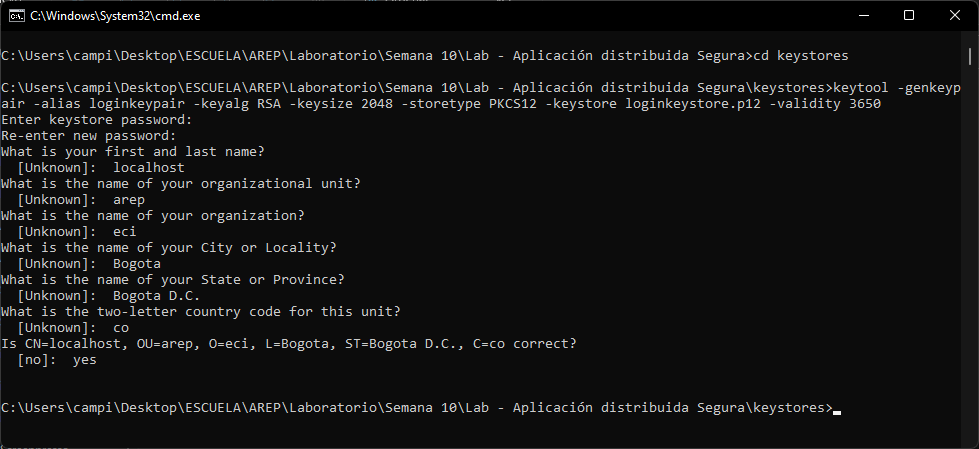 C:\Windows\System32\cmd.exe
C:\Users\campi\Desktop\ESCUELA\AREP\Laboratorio\Semana 10\Lab - Aplicación distribuida Segura>cd keystores
C:\Users\campi\Desktop\ESCUELA\AREP\Laboratorio\Semana 10\Lab - Aplicación distribuida Segura\keystores>keytool -genkeyp
air -alias loginkeypair -keyalg RSA -keysize 2048 -storetype PKCS12 -keystore loginkeystore.p12 -validity 3650
Enter keystore password:
Re-enter new password:
What is your first and last name?
[Unknown]:  localhost
What is the name of your organizational unit?
[Unknown]:  arep
What is the name of your organization?
[Unknown]:  eci
What is the name of your City or Locality?
[Unknown]:  Bogota
What is the name of your State or Province?
[Unknown]:  Bogota D.C.
What is the two-letter country code for this unit?
[Unknown]:  co
Is CN=localhost, OU=arep, O=eci, L=Bogota, ST=Bogota D.C., C=co correct?
[no]:  yes
C:\Users\campi\Desktop\ESCUELA\AREP\Laboratorio\Semana 10\Lab - Aplicación distribuida Segura\keystores>